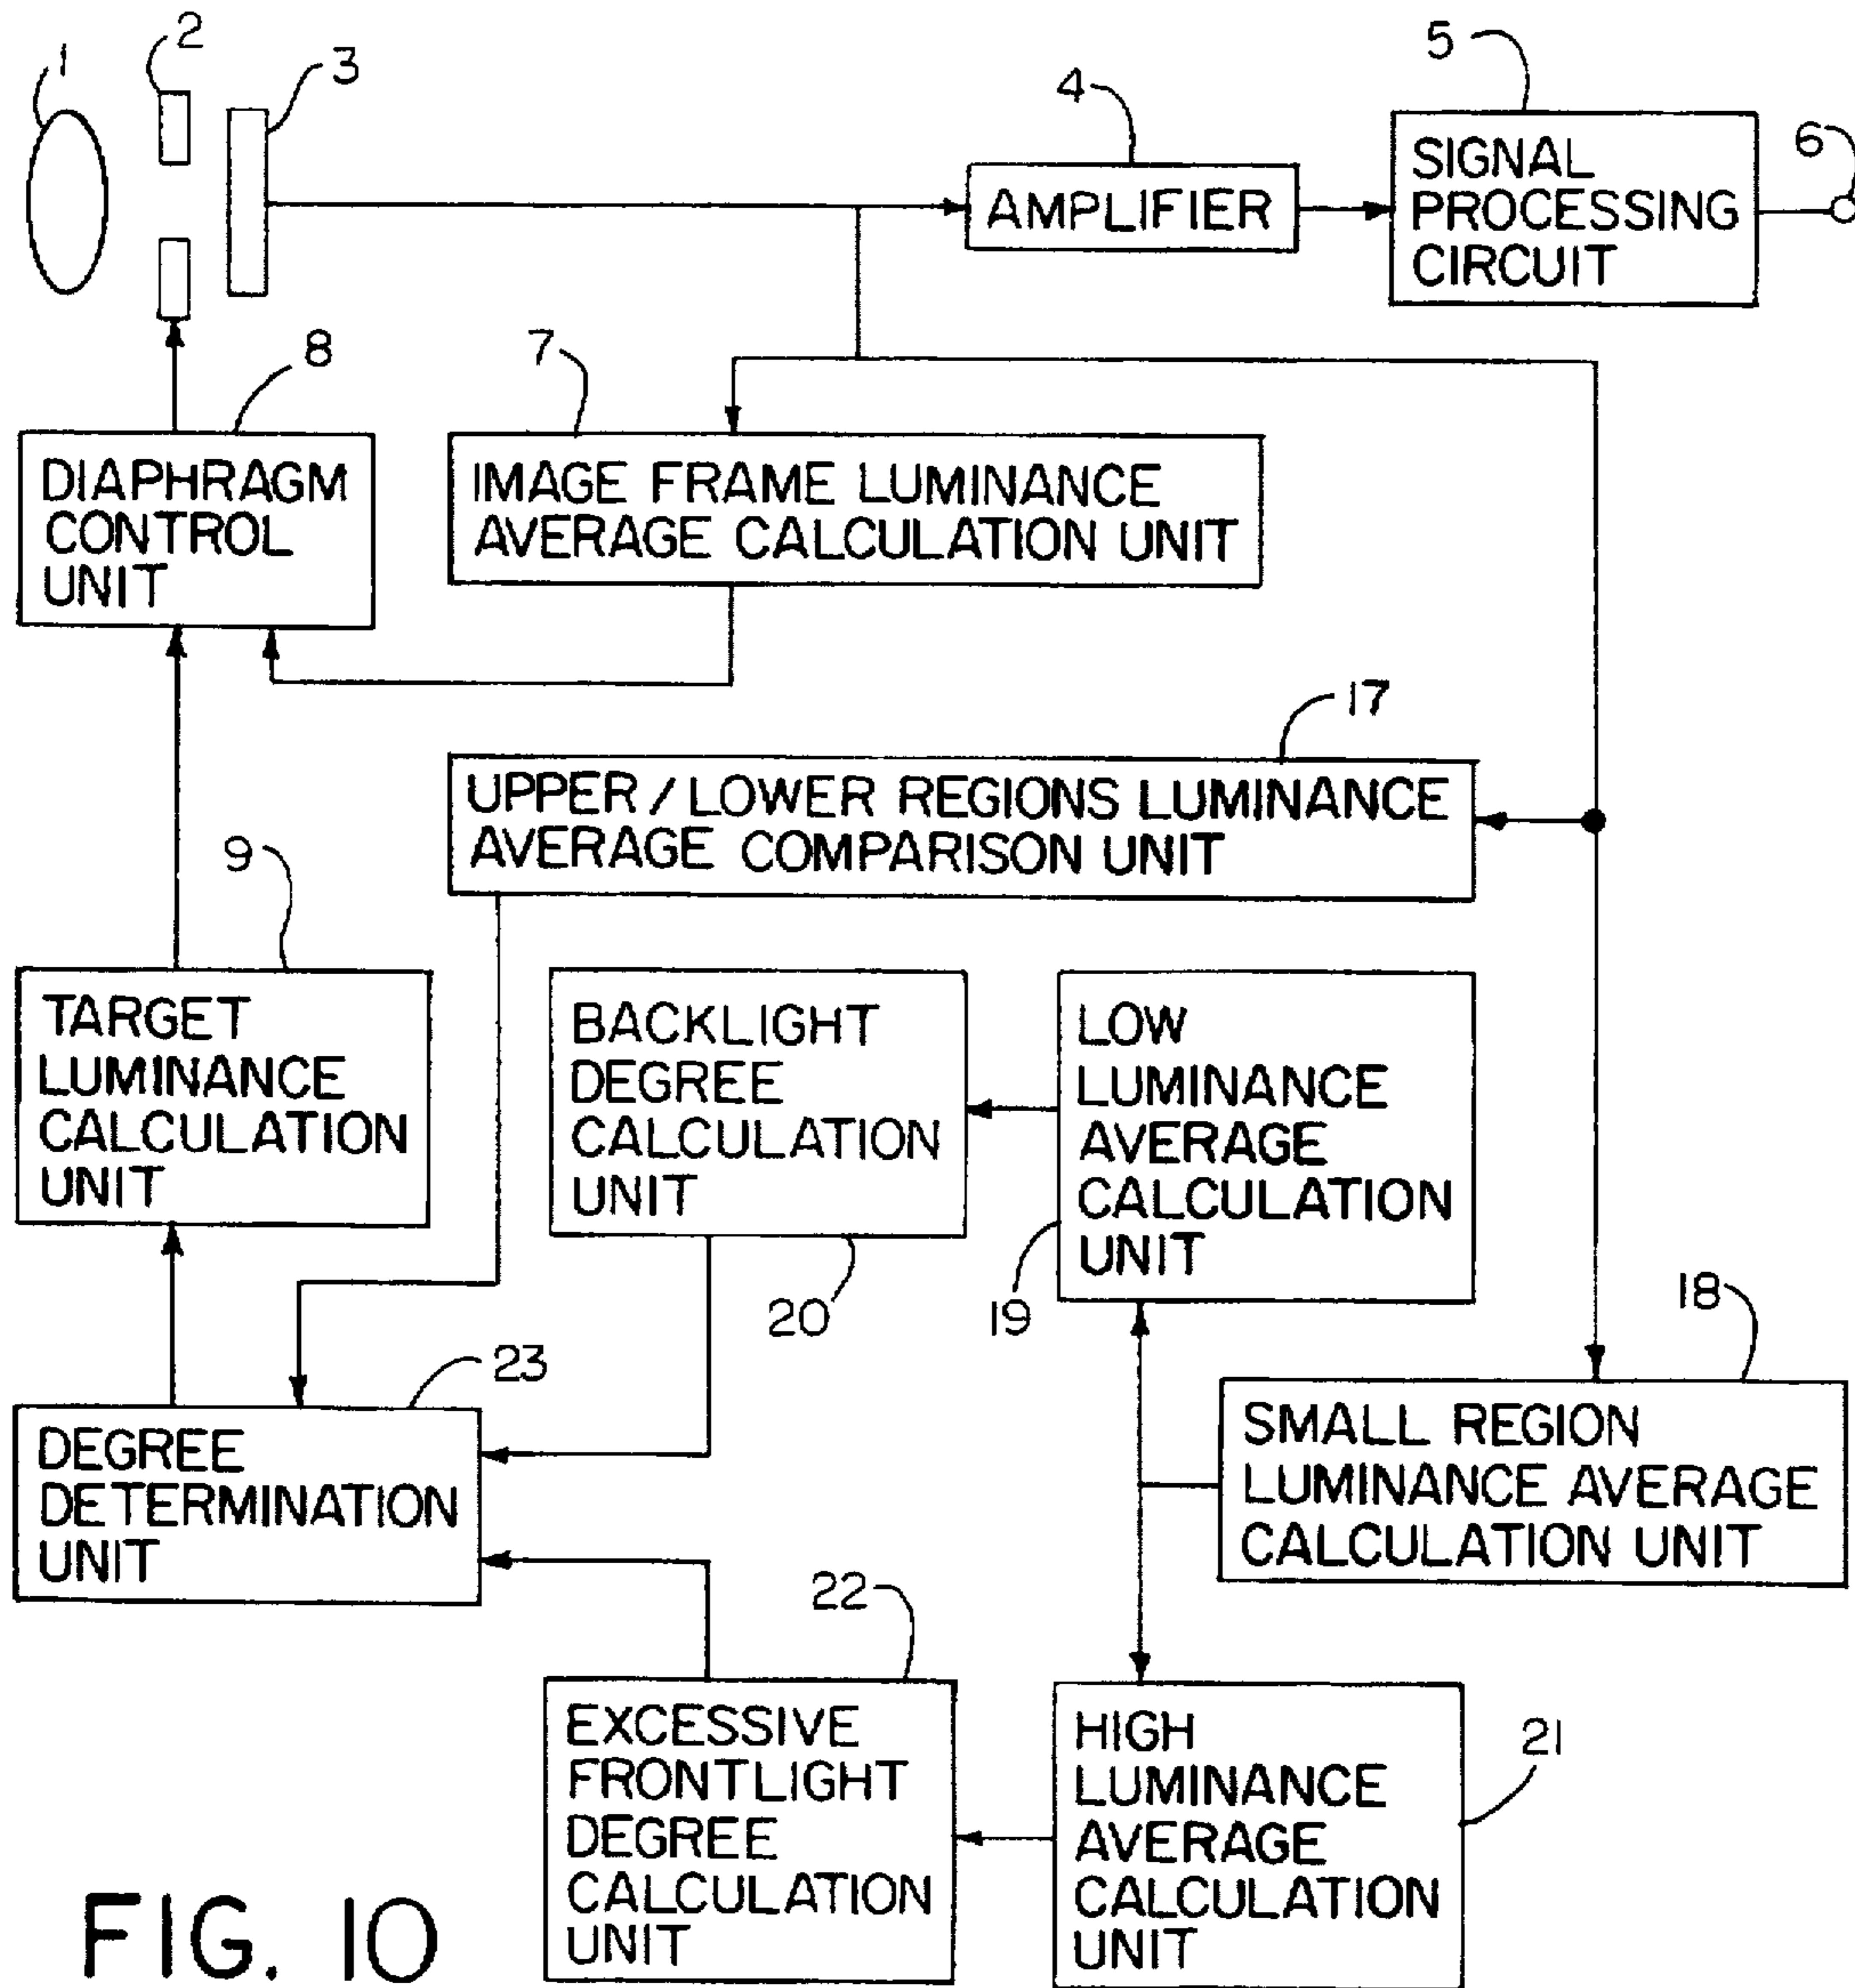 1
2
3
4
5
6
AMPLIFIER
SIGNAL
PROCESSING
CIRCUIT
8
7
DIAPHRAGM
CONTROL
UNIT
IMAGE FRAME LUMINANCE
AVERAGE CALCULATION UNIT
17
UPPER / LOWER REGIONS LUMINANCE
AVERAGE COMPARISON UNIT
9
TARGET
LUMINANCE
CALCULATION
UNIT
BACKLIGHT
DEGREE
CALCULATION
UNIT
20
LOW
LUMINANCE
AVERAGE
CALCULATION
UNIT
19
18
23
DEGREE
DETERMINATION
UNIT
SMALL REGION
LUMINANCE AVERAGE
CALCULATION UNIT
22
EXCESSIVE
FRONTLIGHT
DEGREE
CALCULATION
UNIT
HIGH
LUMINANCE
AVERAGE
CALCULATION
UNIT
21
FIG. 10